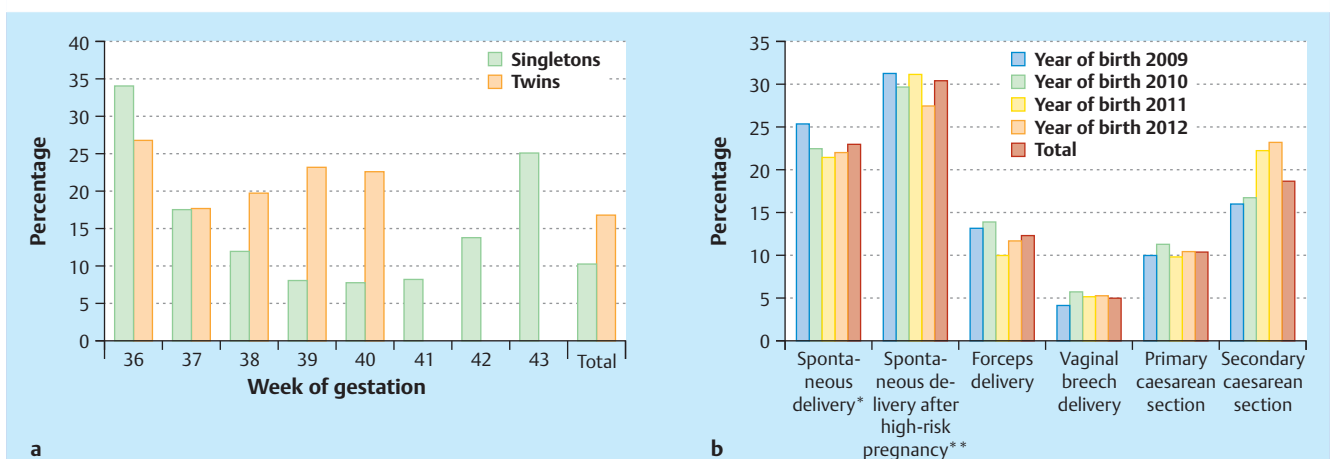 40
35
30
25
20
15
10
5
0
Percentage
Singletons
Twins
36 37 38 39 40 41 42 43 Total
Week of gestation
a
35
30
25
20
15
10
5
0
Percentage
Year of birth 2009
Year of birth 2010
Year of birth 2011
Year of birth 2012
Total
Sponta-
neous
delivery*
Sponta-
neous de-
livery after
high-risk
pregnancy**
Forceps
delivery
Vaginal
breech
delivery
Primary
caesarean
section
Secondary
caesarean
section
b